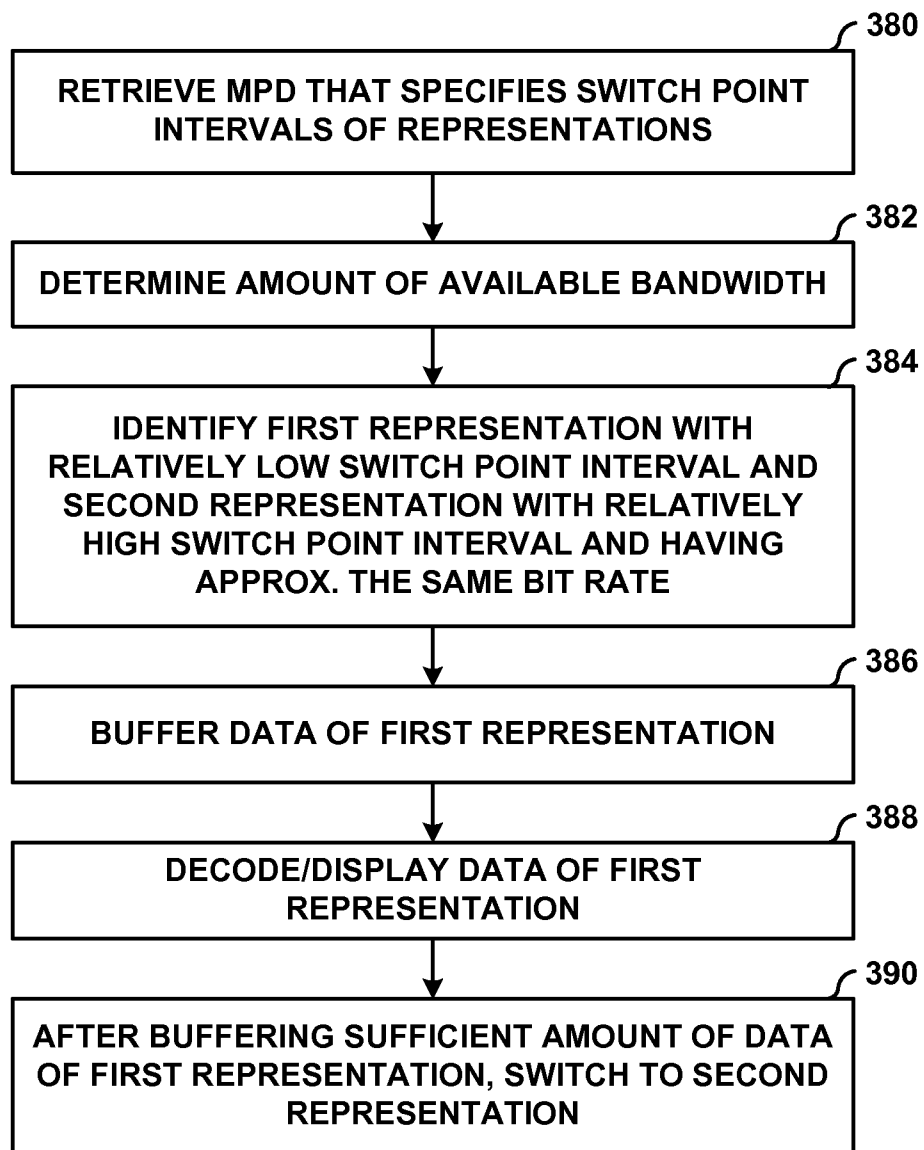 380
RETRIEVE MPD THAT SPECIFIES SWITCH POINT
INTERVALS OF REPRESENTATIONS
382
DETERMINE AMOUNT OF AVAILABLE BANDWIDTH
384
IDENTIFY FIRST REPRESENTATION WITH
RELATIVELY LOW SWITCH POINT INTERVAL AND
SECOND REPRESENTATION WITH RELATIVELY
HIGH SWITCH POINT INTERVAL AND HAVING
APPROX. THE SAME BIT RATE
386
BUFFER DATA OF FIRST REPRESENTATION
388
DECODE/DISPLAY DATA OF FIRST
REPRESENTATION
390
AFTER BUFFERING SUFFICIENT AMOUNT OF DATA
OF FIRST REPRESENTATION, SWITCH TO SECOND
REPRESENTATION